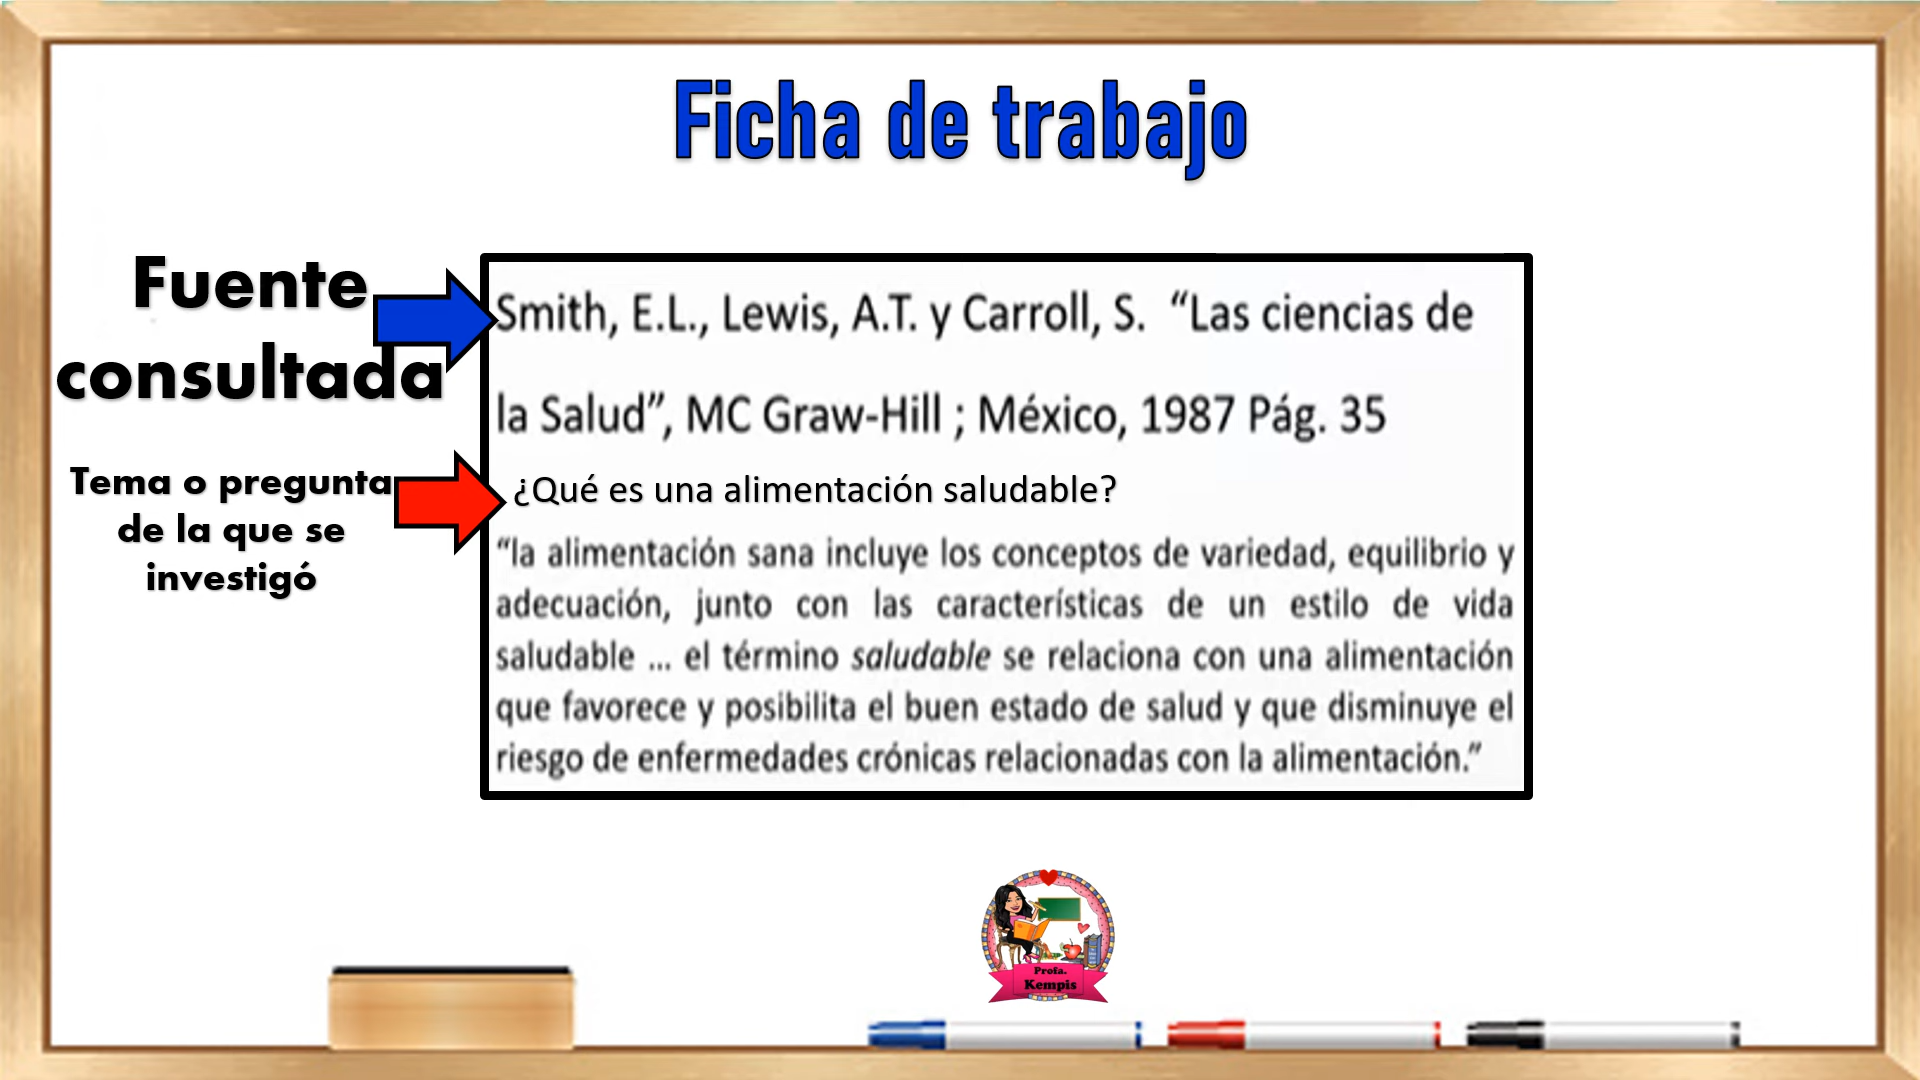 Ficha de trabajo
Fuente
consultada
Smith, E.L., Lewis, A.T. y Carroll, S. “Las ciencias de
la Salud”, MC Graw-Hill ; México, 1987 Pág. 35
Tema o pregunta
de la que se
investigó
¿Qué es una alimentación saludable?
“la alimentación sana incluye los conceptos de variedad, equilibrio y
adecuación, junto con las características de un estilo de vida
saludable ... el término saludable se relaciona con una alimentación
que favorece y posibilita el buen estado de salud y que disminuye el
riesgo de enfermedades crónicas relacionadas con la alimentación.”
Profa.
Kempis